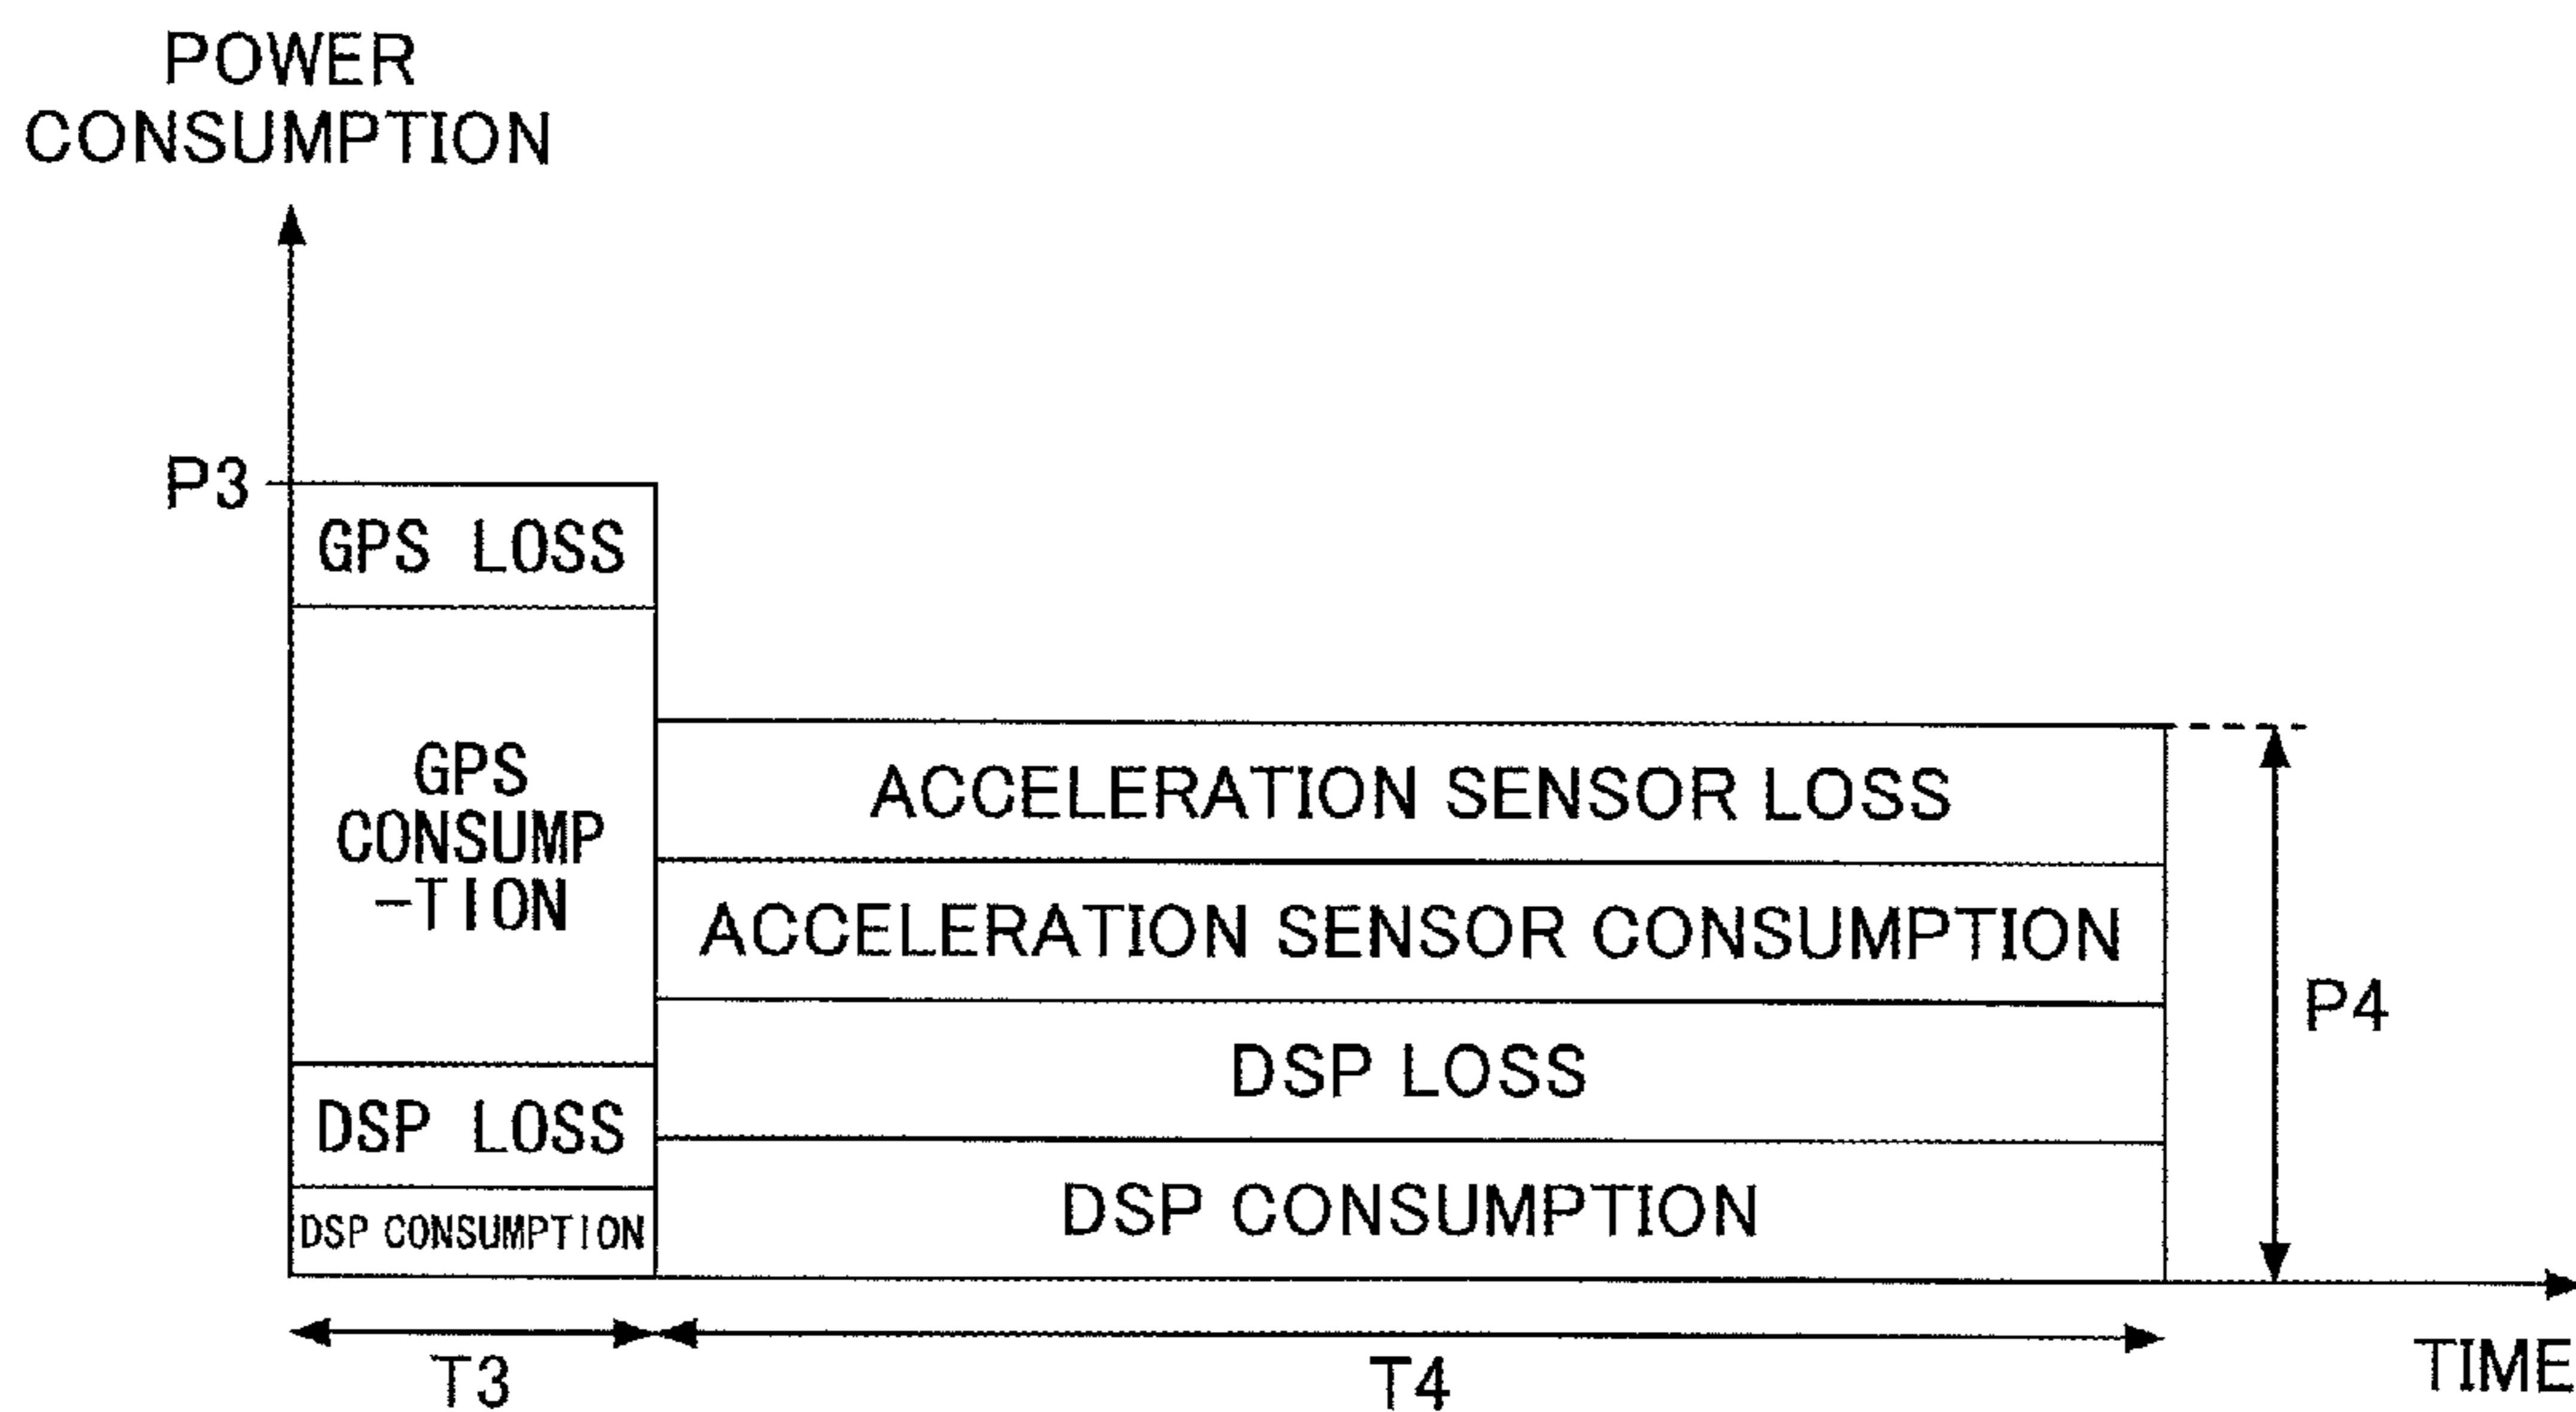 POWER
CONSUMPTION
P3
GPS LOSS
GPS
CONSUMP
-TION
DSP LOSS
DSP CONSUMPTION
ACCELERATION SENSOR LOSS
ACCELERATION SENSOR CONSUMPTION
DSP LOSS
DSP CONSUMPTION
P4
T3
T4
TIME